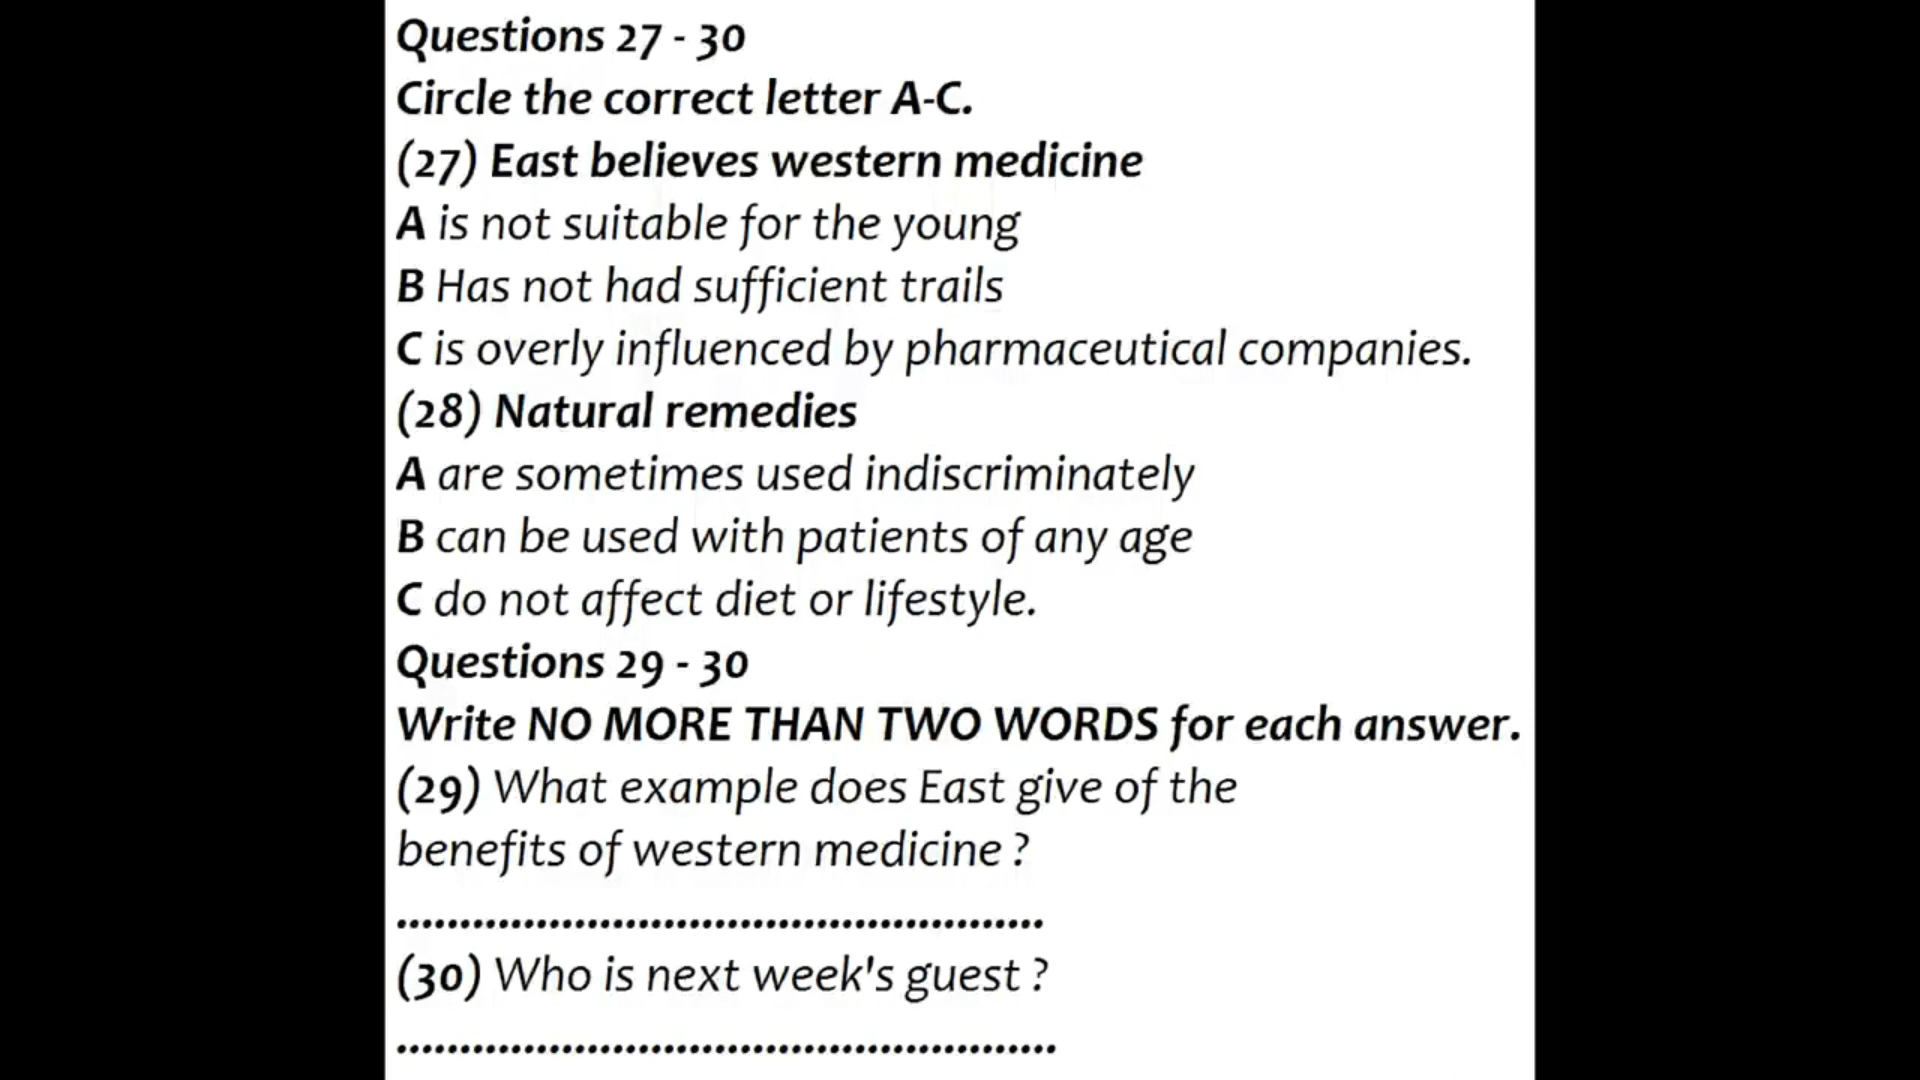 Questions 27 - 30
Circle the correct letter A-C.
(27) East believes western medicine
A is not suitable for the young
B Has not had sufficient trails
C is overly influenced by pharmaceutical companies.
(28) Natural remedies
A are sometimes used indiscriminately
B can be used with patients of any age
C do not affect diet or lifestyle.
Questions 29 - 30
Write NO MORE THAN TWO WORDS for each answer.
(29) What example does East give of the
benefits of western medicine ?
....................................................
(30) Who is next week's guest ?
.....................................................